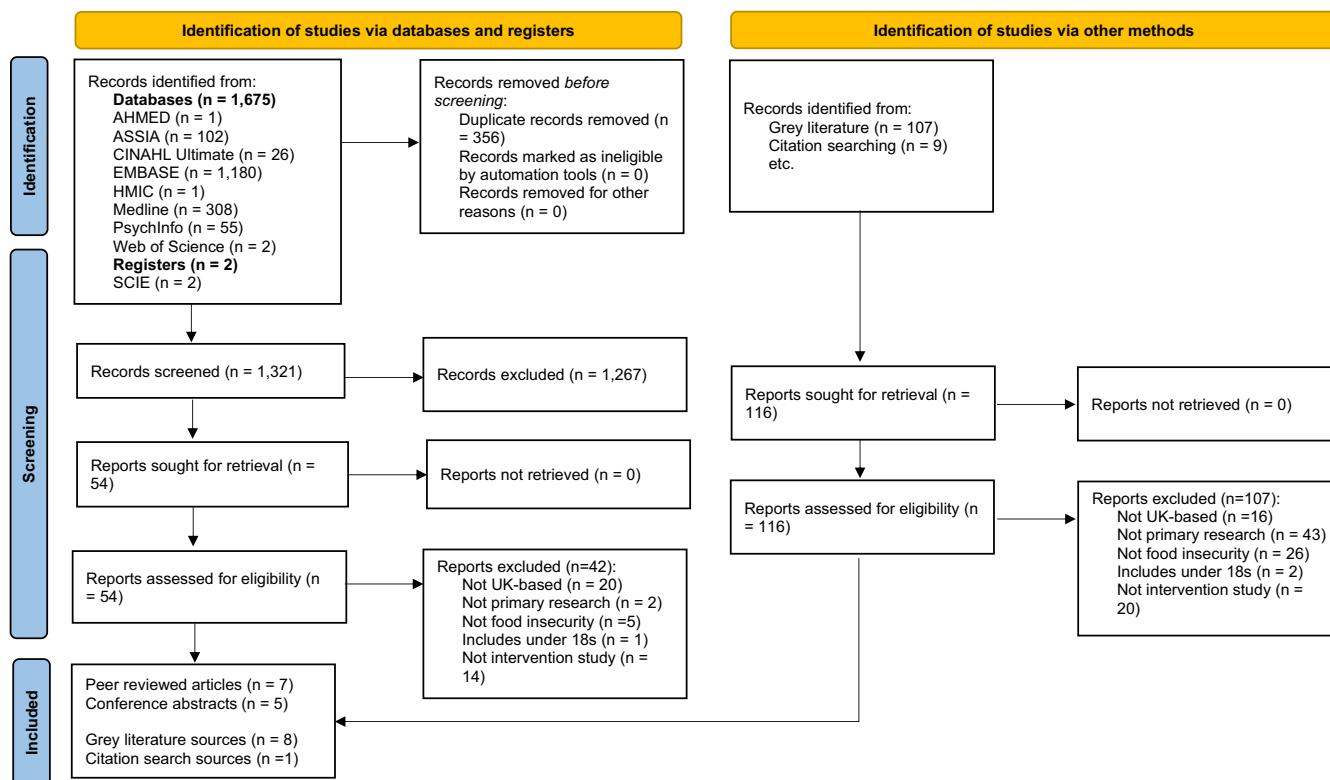 Identification of studies via databases and registers
Identification of studies via other methods
Identification
Records identified from:
Databases (n = 1,675)
AHMED (n = 1)
ASSIA (n = 102)
CINAHL Ultimate (n = 26)
EMBASE (n = 1,180)
HMIC (n = 1)
Medline (n = 308)
PsychInfo (n = 55)
Web of Science (n = 2)
Registers (n = 2)
SCIE (n = 2)
Records removed before
screening:
Duplicate records removed (n
= 356)
Records marked as ineligible
by automation tools (n = 0)
Records removed for other
reasons (n = 0)
Records identified from:
Grey literature (n = 107)
Citation searching (n = 9)
etc.
Screening
Records screened (n = 1,321)
Records excluded (n = 1,267)
Reports sought for retrieval (n =
54)
Reports not retrieved (n = 0)
Reports sought for retrieval (n =
116)
Reports not retrieved (n = 0)
Reports assessed for eligibility (n
= 54)
Reports excluded (n=42):
Not UK-based (n = 20)
Not primary research (n = 2)
Not food insecurity (n =5)
Includes under 18s (n = 1)
Not intervention study (n =
14)
Reports assessed for eligibility (n
= 116)
Reports excluded (n=107):
Not UK-based (n =16)
Not primary research (n = 43)
Not food insecurity (n = 26)
Includes under 18s (n = 2)
Not intervention study (n =
20)
Included
Peer reviewed articles (n = 7)
Conference abstracts (n = 5)
Grey literature sources (n = 8)
Citation search sources (n =1)